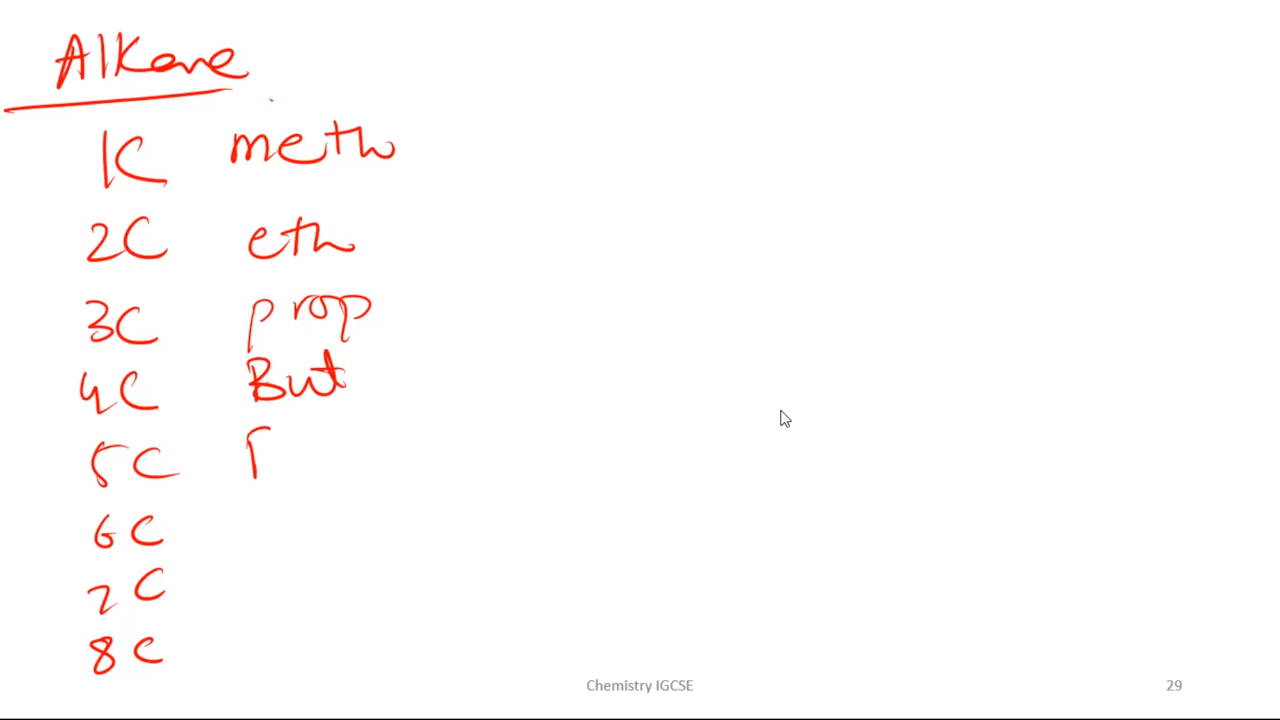 Alkane
1C meth
2C eth
3C prop
4C But
5C
6C
7C
8C
Chemistry IGCSE 29